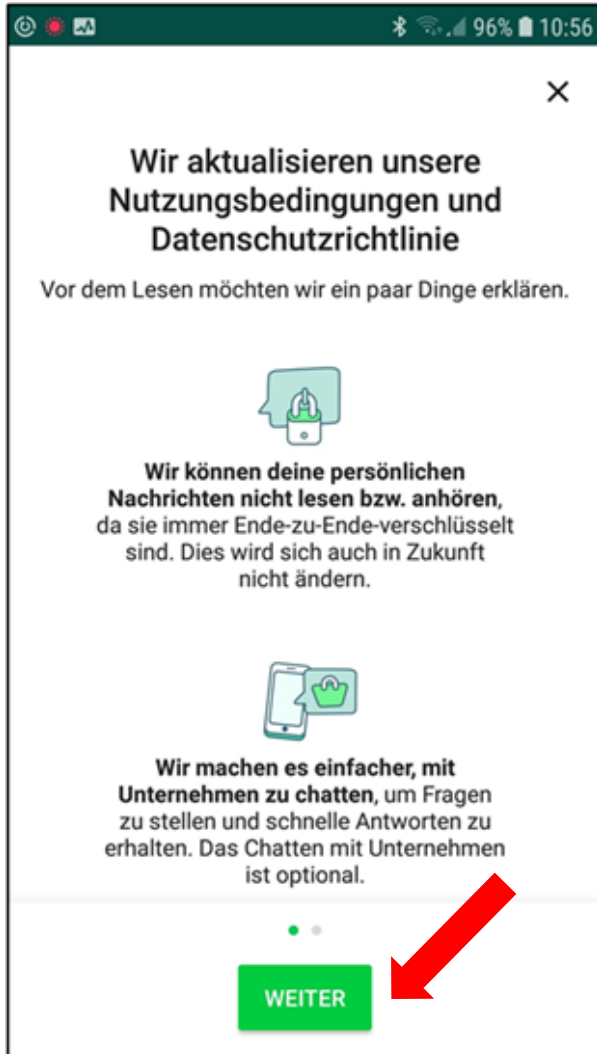 96% 10:56
Wir aktualisieren unsere
Nutzungsbedingungen und
Datenschutzrichtlinie
Vor dem Lesen möchten wir ein paar Dinge erklären.
Wir können deine persönlichen
Nachrichten nicht lesen bzw. anhören,
da sie immer Ende-zu-Ende-verschlüsselt
sind. Dies wird sich auch in Zukunft
nicht ändern.
Wir machen es einfacher, mit
Unternehmen zu chatten, um Fragen
zu stellen und schnelle Antworten zu
erhalten. Das Chatten mit Unternehmen
ist optional.
WEITER